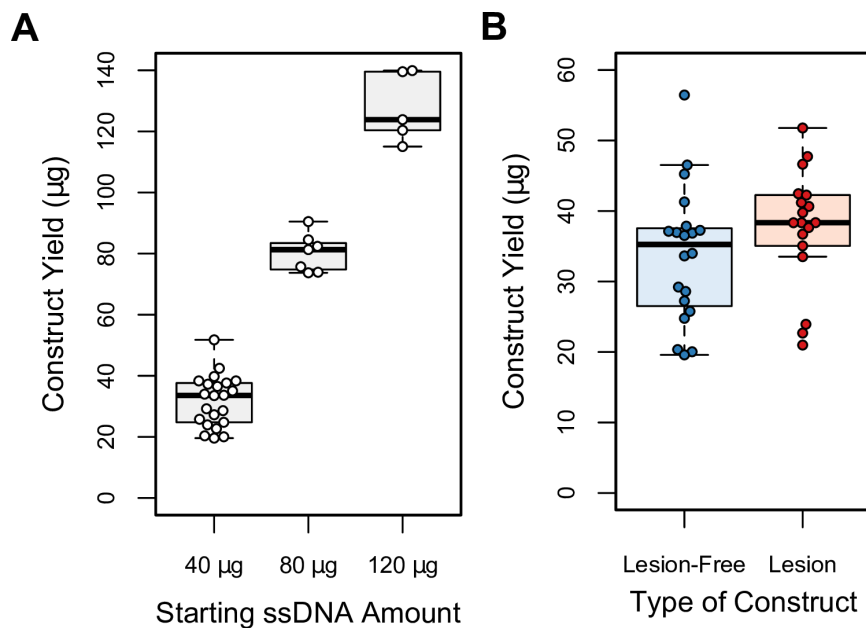 A
Construct Yield (µg)
140
120
100
80
60
40
20
0
40 µg 80 µg 120 µg
Starting ssDNA Amount
B
Construct Yield (µg)
60
50
40
30
20
10
0
Lesion-Free Lesion
Type of Construct